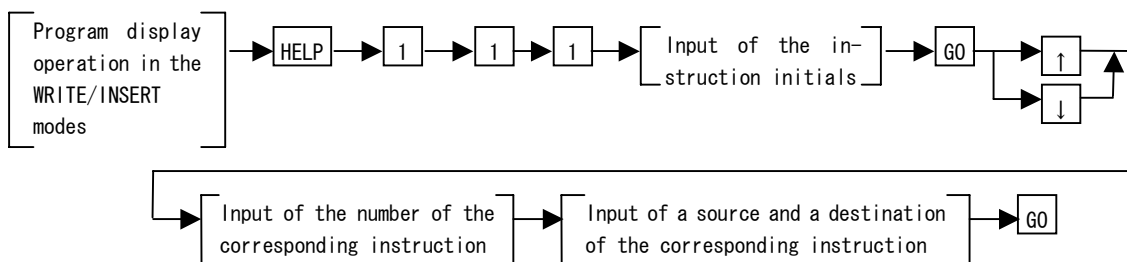 Program display
operation in the
WRITE/INSERT
modes
HELP
1
1
1
Input of the in-
struction initials
GO
↑
↓
Input of the number of the
corresponding instruction
Input of a source and a destination
of the corresponding instruction
GO